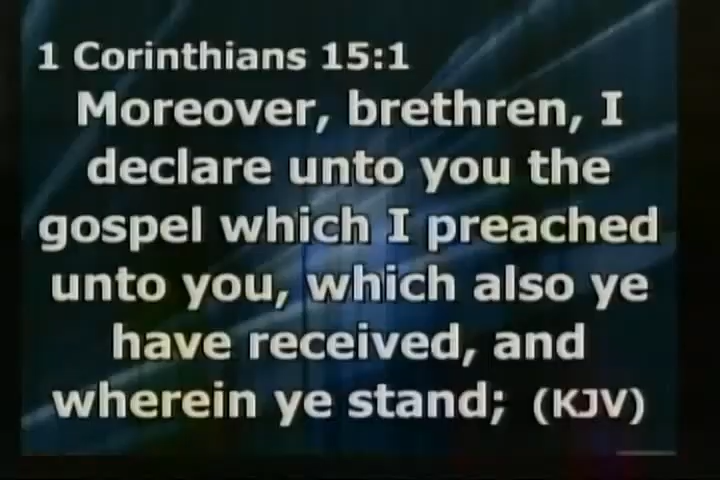 1 Corinthians 15:1
Moreover, brethren, I
declare unto you the
gospel which I preached
unto you, which also ye
have received, and
wherein ye stand; (KJV)